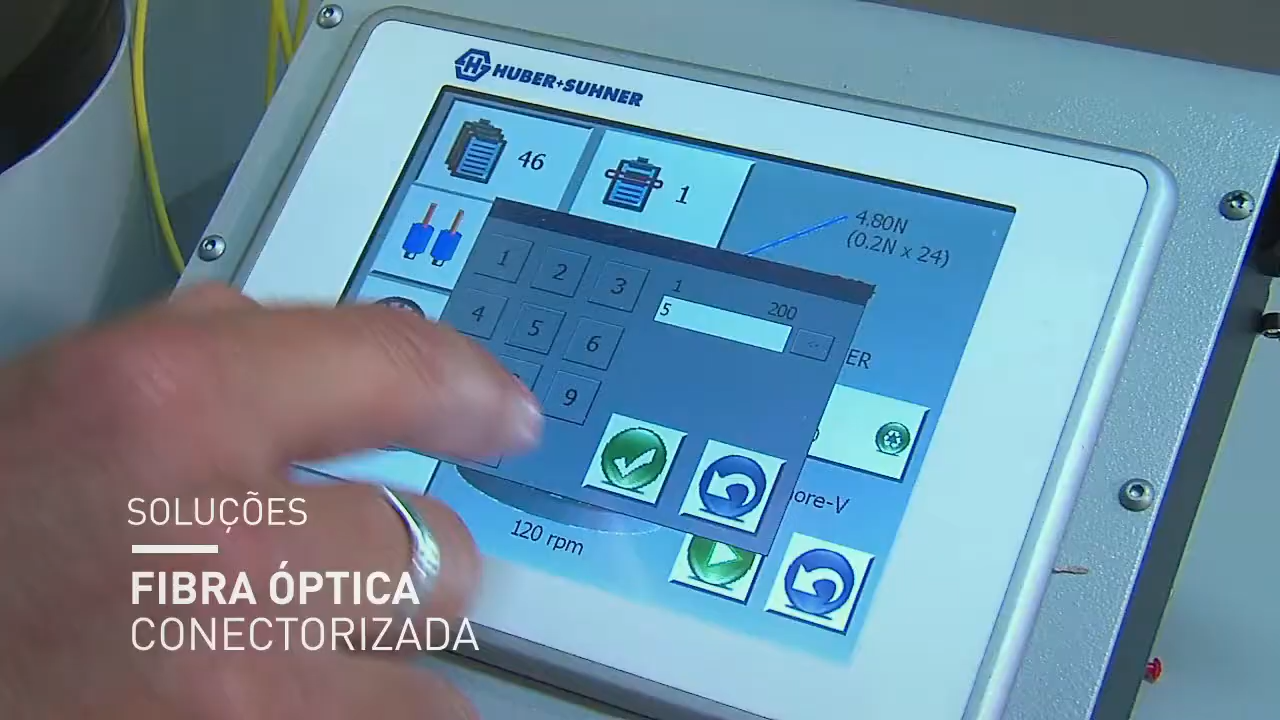 HUBER+SUHNER
46
1
4.80N
(0.2N x 24)
1 2 3
1 200
5
4 5 6
9
ER
ore-V
120 rpm
SOLUÇÕES
FIBRA ÓPTICA
CONECTORIZADA